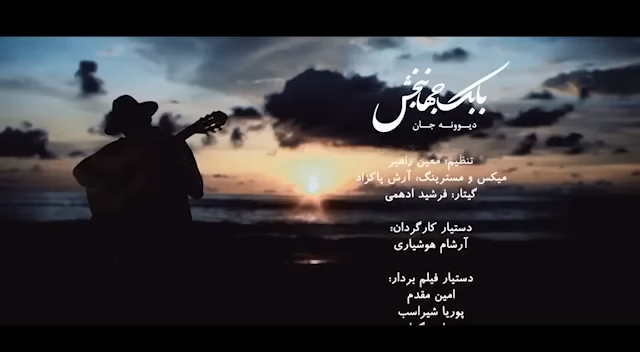 بابک جهانبخش
دیوونه جان
تنظیم: معین راهبر
میکس و مسترینگ: آرش پاکزاد
گیتار: فرشید ادهمی
دستیار کارگردان:
آرشام هوشیاری
دستیار فیلم بردار:
امین مقدم
پوریا شیراسب